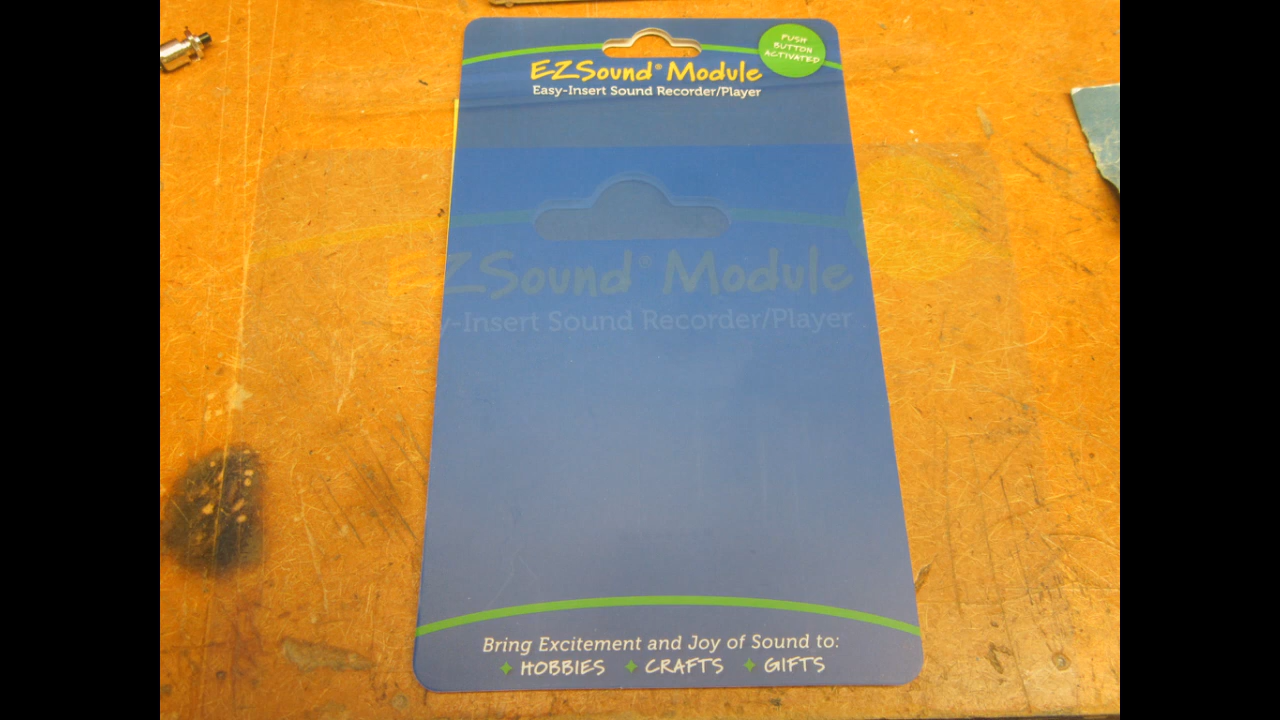 PUSH
BUTTON
ACTIVATED
EZSound® Module
Easy-Insert Sound Recorder/Player
EZSound® Module
Easy-Insert Sound Recorder/Player
Bring Excitement and Joy of Sound to:
✦ HOBBIES ✦ CRAFTS ✦ GIFTS